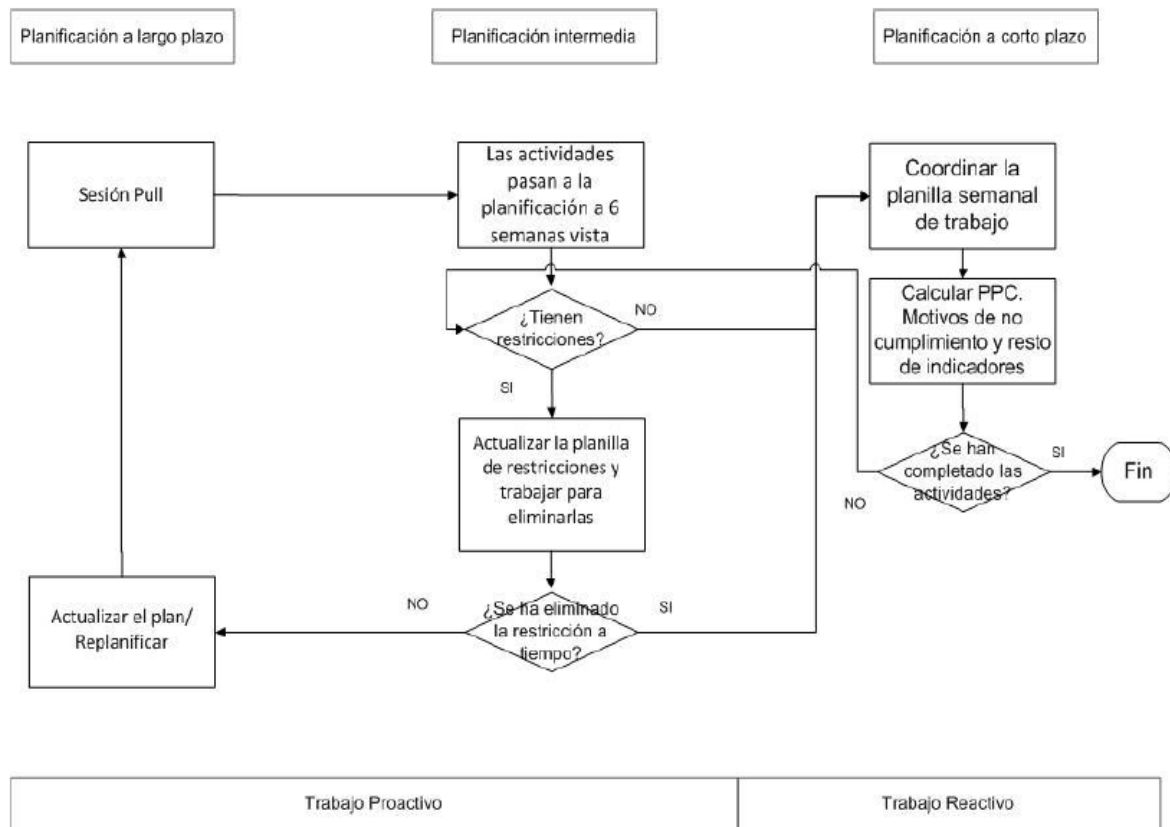 Planificación a largo plazo
Planificación intermedia
Planificación a corto plazo
Sesión Pull
Las actividades
pasan a la
planificación a 6
semanas vista
Coordinar la
planilla semanal
de trabajo
¿Tienen
restricciones?
NO
SI
Calcular PPC.
Motivos de no
cumplimiento y resto
de indicadores
Actualizar la planilla
de restricciones y
trabajar para
eliminarlas
¿Se han
completado las
actividades?
SI
NO
Fin
Actualizar el plan/
Replanificar
NO
¿Se ha eliminado
la restricción a
tiempo?
SI
Trabajo Proactivo
Trabajo Reactivo